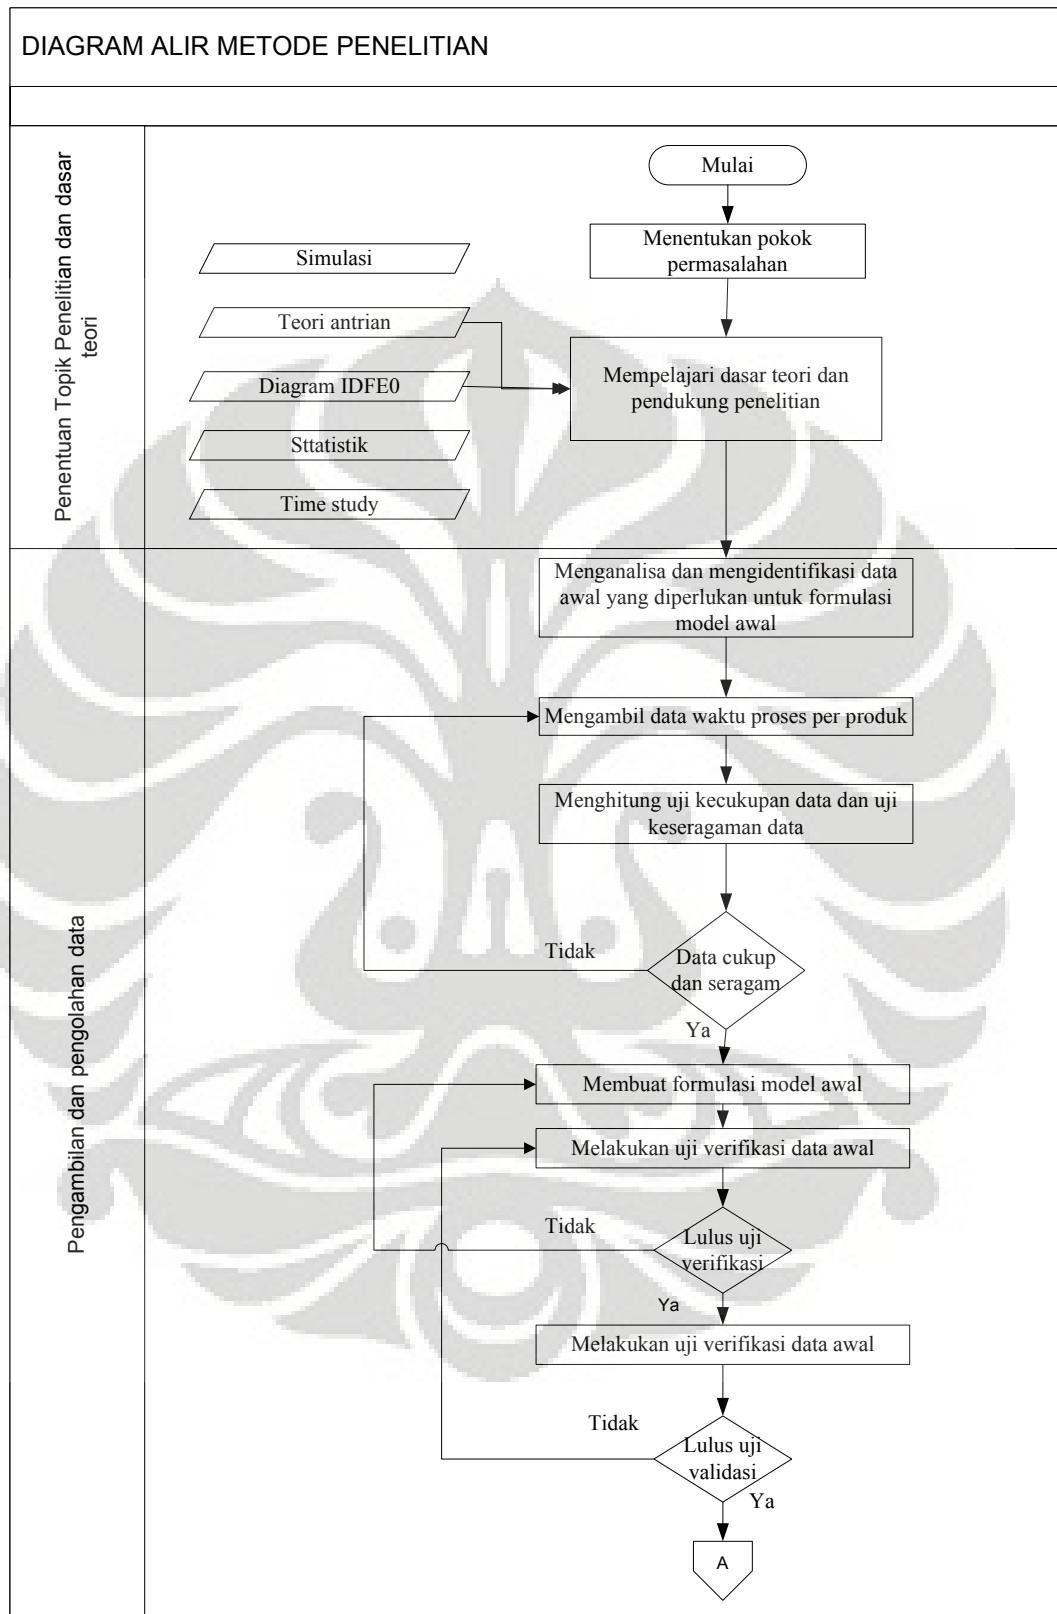 DIAGRAM ALIR METODE PENELITIAN
Penentuan Topik Penelitian dan dasar
teori
Mulai
Menentukan pokok
permasalahan
Simulasi
Teori antrian
Diagram IDFE0
Sttatistik
Time study
Mempelajari dasar teori dan
pendukung penelitian
Pengambilan dan pengolahan data
Menganalisa dan mengidentifikasi data
awal yang diperlukan untuk formulasi
model awal
Mengambil data waktu proses per produk
Menghitung uji kecukupan data dan uji
keseragaman data
Tidak
Data cukup
dan seragam
Ya
Membuat formulasi model awal
Melakukan uji verifikasi data awal
Tidak
Lulus uji
verifikasi
Ya
Melakukan uji verifikasi data awal
Tidak
Lulus uji
validasi
Ya
A